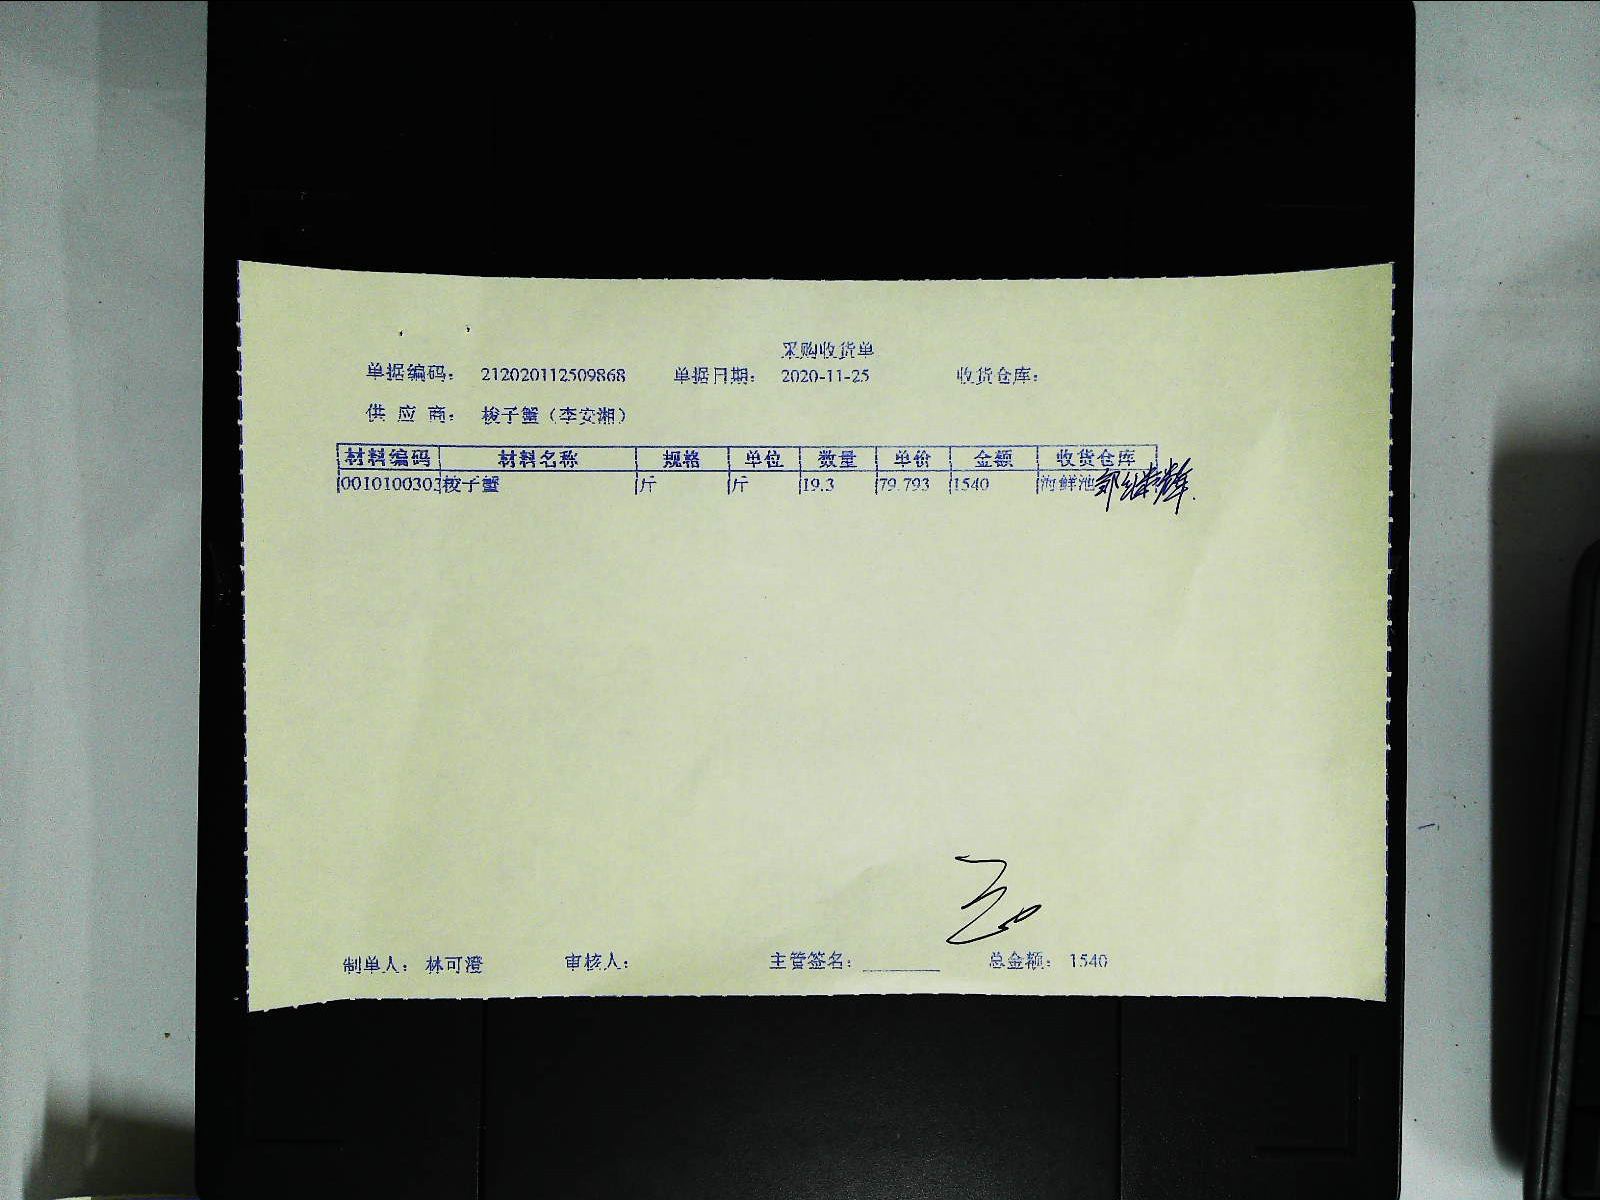 采购收货单
单据编码： 212020112509868 单据日期： 2020-11-25 收货仓库：
供 应 商： 梭子蟹（李安湘）
材料编码 材料名称 规格 单位 数量 单价 金额 收货仓库
0010100303 梭子蟹 斤 斤 19.3 79.793 1540 海鲜池
制单人： 林可澄 审核人： 主管签名： 总金额： 1540